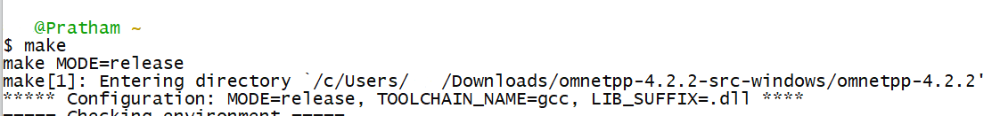 @Pratham ~
$ make
make MODE=release
make[1]: Entering directory `/c/Users/   /Downloads/omnetpp-4.2.2-src-windows/omnetpp-4.2.2'
***** Configuration: MODE=release, TOOLCHAIN_NAME=gcc, LIB_SUFFIX=.dll ****
===== Checking environment =====